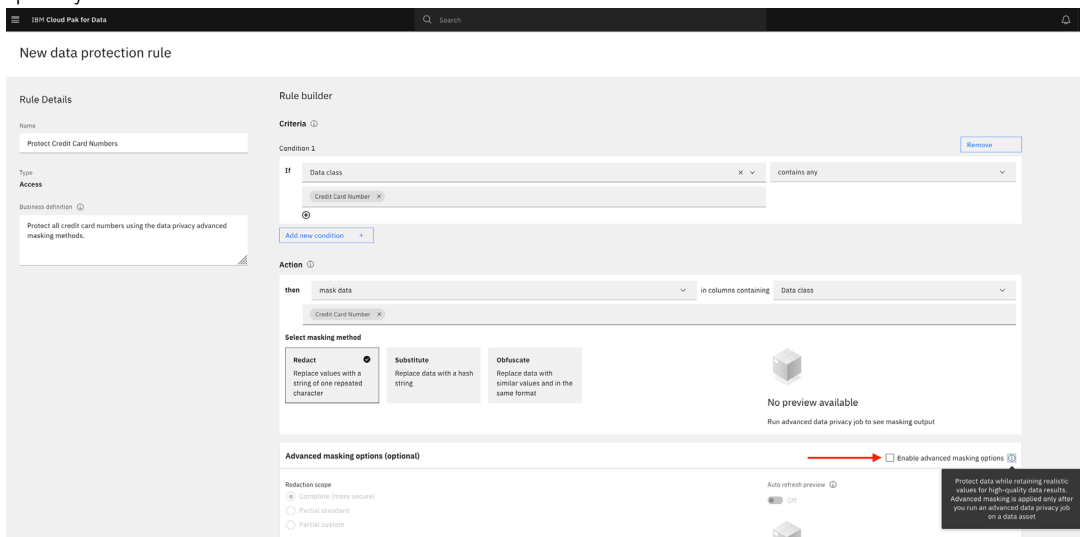 IBM Cloud Pak for Data
Search
New data protection rule
Rule Details
Name
Protect Credit Card Numbers
Type
Access
Business definition
Protect all credit card numbers using the data privacy advanced
masking methods.
Rule builder
Criteria
Condition 1
Remove
If Data class × contains any
Credit Card Number ×
Add new condition +
Action
then mask data in columns containing Data class
Credit Card Number ×
Select masking method
Redact
Replace values with a
string of one repeated
character
Substitute
Replace data with a hash
string
Obfuscate
Replace data with
similar values and in the
same format
No preview available
Run advanced data privacy job to see masking output
Advanced masking options (optional)
Enable advanced masking options
Protect data while retaining realistic
values for high-quality data results.
Advanced masking is applied only after
you run an advanced data privacy job
on a data asset
Redaction scope
Complete (more secure)
Partial standard
Partial custom
Auto refresh preview
Off